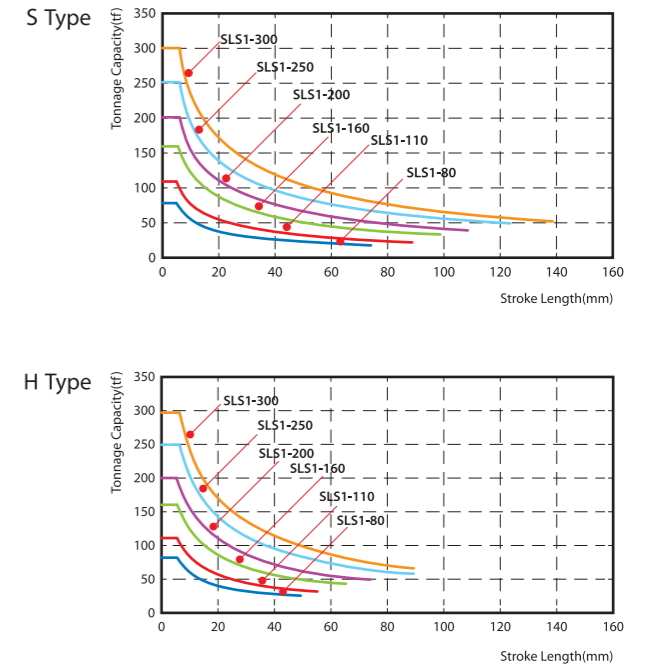 S Type
Tonnage Capacity(tf)
350
300
250
200
150
100
50
0
SLS1-300
SLS1-250
SLS1-200
SLS1-160
SLS1-110
SLS1-80
0 20 40 60 80 100 120 140 160
Stroke Length(mm)
H Type
Tonnage Capacity(tf)
350
300
250
200
150
100
50
0
SLS1-300
SLS1-250
SLS1-200
SLS1-160
SLS1-110
SLS1-80
0 20 40 60 80 100 120 140 160
Stroke Length(mm)